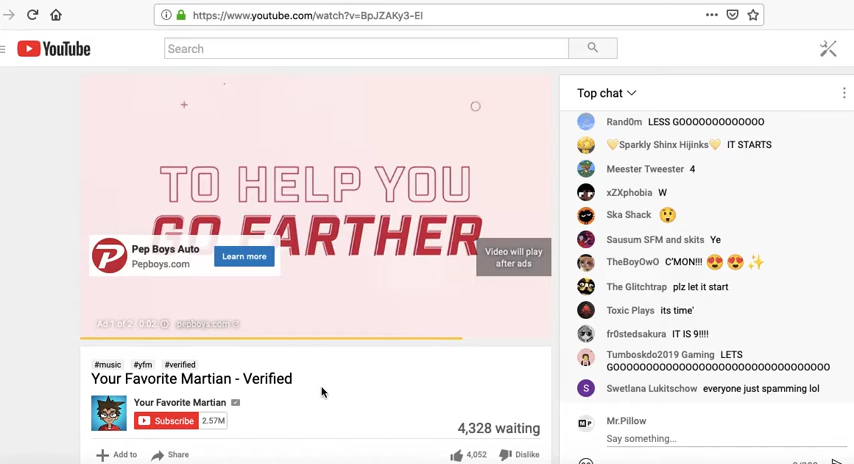 https://www.youtube.com/watch?v=BpJZAKy3-EI
YouTube
Search
TO HELP YOU
GO FARTHER
Pep Boys Auto
Pepboys.com
Learn more
Video will play
after ads
Ad 1 of 2 · 0:02
pepboys.com
#music #yfm #verified
Your Favorite Martian - Verified
Your Favorite Martian
Subscribe 2.57M
4,328 waiting
Add to Share 4,052 Dislike
Top chat
Rand0m LESS GOOOOOOOOOOOOO
💛Sparkly Shinx Hijinks💛 IT STARTS
Meester Tweester 4
xZXphobia W
Ska Shack 😲
Sausum SFM and skits Ye
TheBoyOwO C'MON!!! 😍 😍 ✨
The Glitchtrap plz let it start
Toxic Plays its time'
fr0stedsakura IT IS 9!!!!
Tumboskdo2019 Gaming LETS
GOOOOOOOOOOOOOOOOOOOOOOOOOOOOOO
S Swetlana Lukitschow everyone just spamming lol
Mr.Pillow
Say something...